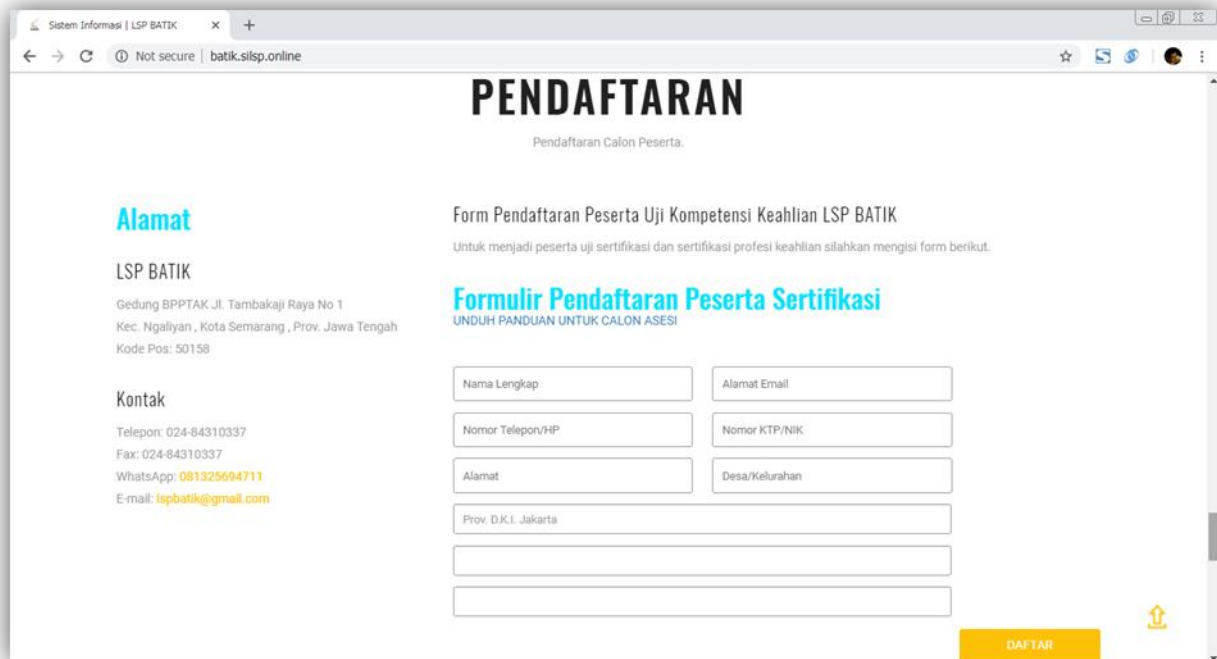 Sistem Informasi | LSP BATIK
Not secure | batik.silsp.online
PENDAFTARAN
Pendaftaran Calon Peserta.
Alamat
LSP BATIK
Gedung BPPTAK Jl. Tambakaji Raya No 1
Kec. Ngaliyan , Kota Semarang , Prov. Jawa Tengah
Kode Pos: 50158
Kontak
Telepon: 024-84310337
Fax: 024-84310337
WhatsApp: 081325694711
E-mail: lspbatik@gmail.com
Form Pendaftaran Peserta Uji Kompetensi Keahlian LSP BATIK
Untuk menjadi peserta uji sertifikasi dan sertifikasi profesi keahlian silahkan mengisi form berikut.
Formulir Pendaftaran Peserta Sertifikasi
UNDUH PANDUAN UNTUK CALON ASESI
Nama Lengkap
Alamat Email
Nomor Telepon/HP
Nomor KTP/NIK
Alamat
Desa/Kelurahan
Prov. D.K.I. Jakarta
DAFTAR